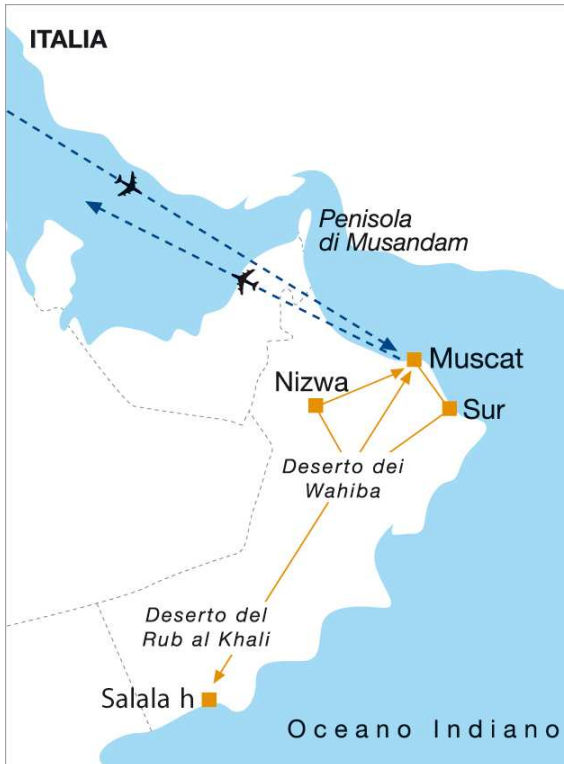 ITALIA
Penisola
di Musandam
Muscat
Nizwa
Sur
Deserto dei
Wahiba
Deserto del
Rub al Khali
Salala h
Oceano Indiano